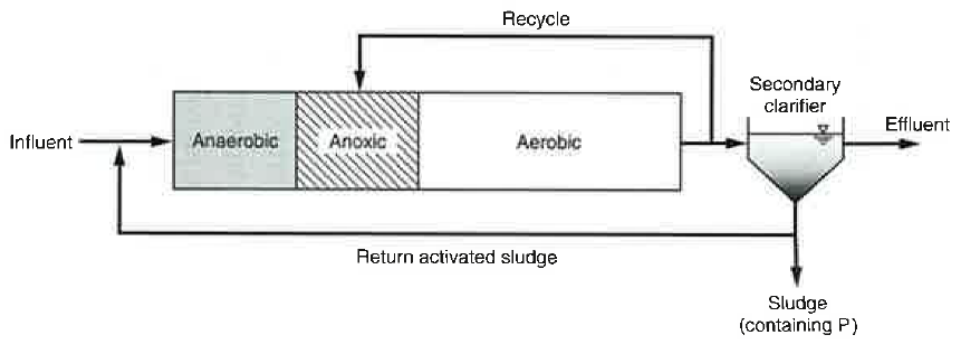 Recycle
Secondary
clarifier
Influent
Anaerobic
Anoxic
Aerobic
Effluent
Return activated sludge
Sludge
(containing P)